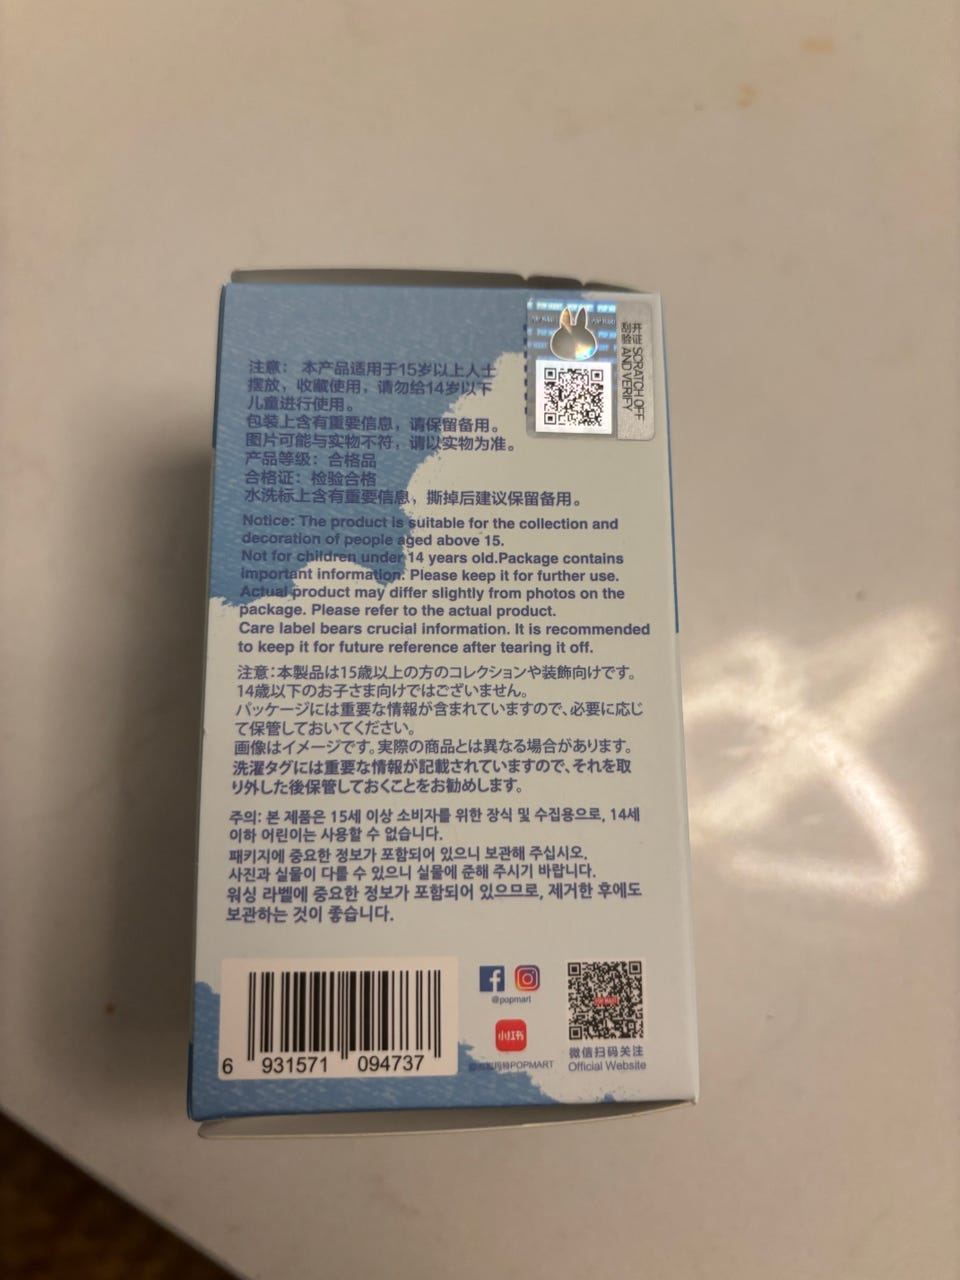 开证 SCRATCH OFF
刮验 AND VERIFY
注意： 本产品适用于15岁以上人士
摆放，收藏使用，请勿给14岁以下
儿童进行使用。
包装上含有重要信息，请保留备用。
图片可能与实物不符，请以实物为准。
产品等级：合格品
合格证：检验合格
水洗标上含有重要信息，撕掉后建议保留备用。
Notice: The product is suitable for the collection and
decoration of people aged above 15.
Not for children under 14 years old.Package contains
important information. Please keep it for further use.
Actual product may differ slightly from photos on the
package. Please refer to the actual product.
Care label bears crucial information. It is recommended
to keep it for future reference after tearing it off.
注意：本製品は15歳以上の方のコレクションや装飾向けです。
14歳以下のお子さま向けではございません。
パッケージには重要な情報が含まれていますので、必要に応じ
て保管しておいてください。
画像はイメージです。実際の商品とは異なる場合があります。
洗濯タグには重要な情報が記載されていますので、それを取
り外した後保管しておくことをお勧めします。
주의: 본 제품은 15세 이상 소비자를 위한 장식 및 수집용으로, 14세
이하 어린이는 사용할 수 없습니다.
패키지에 중요한 정보가 포함되어 있으니 보관해 주십시오.
사진과 실물이 다를 수 있으니 실물에 준해 주시기 바랍니다.
워싱 라벨에 중요한 정보가 포함되어 있으므로, 제거한 후에도
보관하는 것이 좋습니다.
@popmart
小红书
POPMART
POP MART
微信扫码关注
Official Website
6 931571 094737